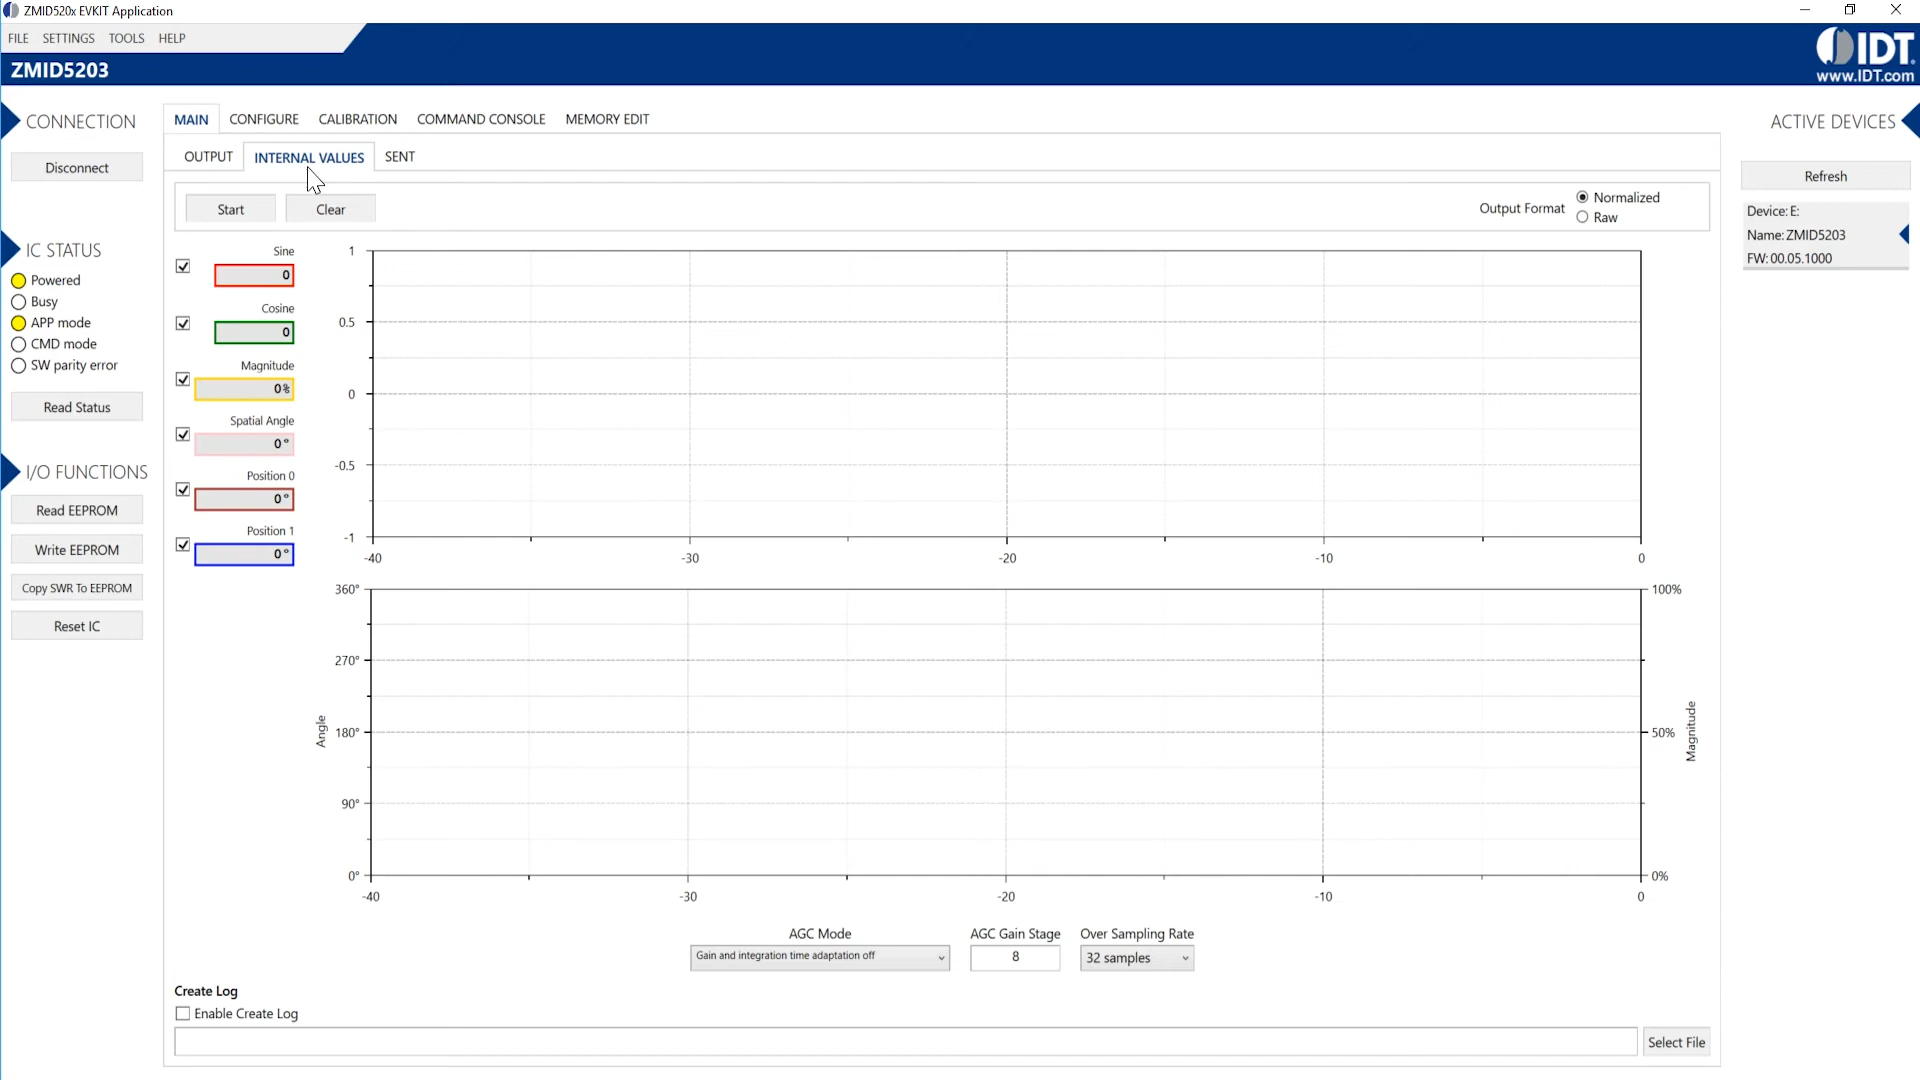 ZMID520x EVKIT Application
FILE SETTINGS TOOLS HELP
IDT.
www.IDT.com
ZMID5203
CONNECTION
Disconnect
IC STATUS
Powered
Busy
APP mode
CMD mode
SW parity error
Read Status
I/O FUNCTIONS
Read EEPROM
Write EEPROM
Copy SWR To EEPROM
Reset IC
MAIN CONFIGURE CALIBRATION COMMAND CONSOLE MEMORY EDIT
OUTPUT INTERNAL VALUES SENT
Start Clear
Output Format
Normalized
Raw
Sine
0
Cosine
0
Magnitude
0%
Spatial Angle
0°
Position 0
0°
Position 1
0°
1
0.5
0
-0.5
-1
-40 -30 -20 -10 0
360°
270°
180°
90°
0°
Angle
100%
50%
0%
Magnitude
-40 -30 -20 -10 0
AGC Mode
Gain and integration time adaptation off
AGC Gain Stage
8
Over Sampling Rate
32 samples
Create Log
Enable Create Log
Select File
ACTIVE DEVICES
Refresh
Device: E:
Name: ZMID5203
FW: 00.05.1000